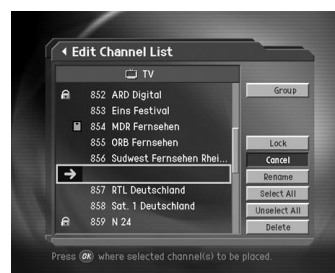 Edit Channel List
TV
852 ARD Digital
853 Eins Festival
854 MDR Fernsehen
855 ORB Fernsehen
856 Sudwest Fernsehen Rhei...
857 RTL Deutschland
858 Sat. 1 Deutschland
859 N 24
Group
Lock
Cancel
Rename
Select All
Unselect All
Delete
Press OK where selected channel(s) to be placed.